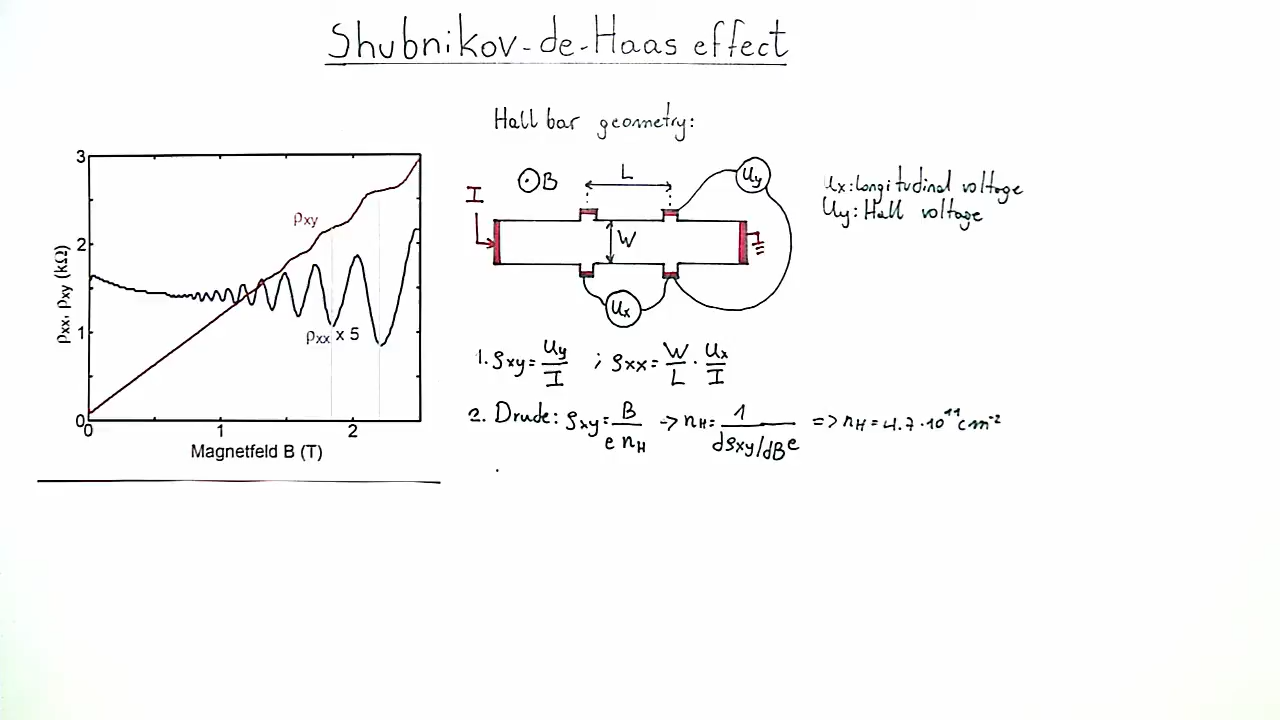 Shubnikov-de-Haas effect
Hall bar geometry:
3
2
1
0
ρxx, ρxy (kΩ)
ρxy
ρxx x 5
0 1 2
Magnetfeld B (T)
I
⊙B
L
W
Uy
Ux
Ux: Longitudinal voltage
Uy: Hall voltage
1. ρxy = Uy/I ; ρxx = W/L · Ux/I
2. Drude: ρxy = B/(e nH) -> nH = 1/(dρxy/dB e) => nH = 4.7·10¹¹ cm⁻²